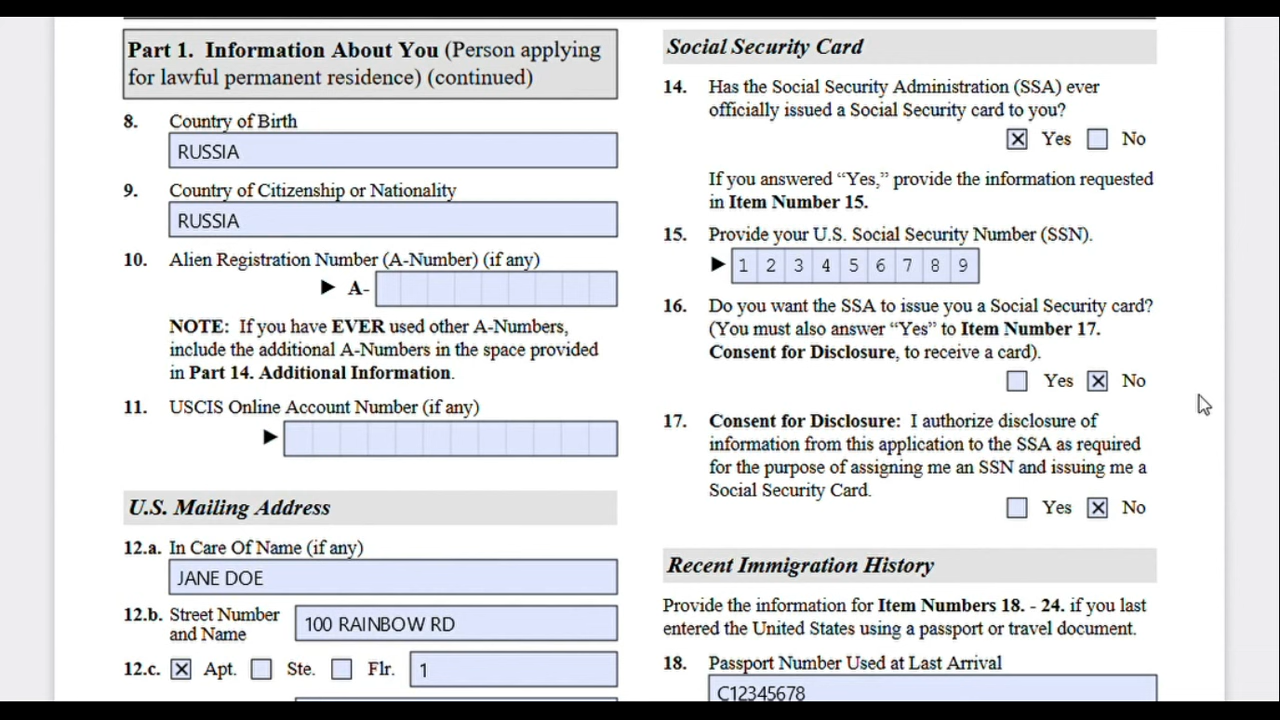 Part 1. Information About You (Person applying
for lawful permanent residence) (continued)
8. Country of Birth
RUSSIA
9. Country of Citizenship or Nationality
RUSSIA
10. Alien Registration Number (A-Number) (if any)
► A-
NOTE: If you have EVER used other A-Numbers,
include the additional A-Numbers in the space provided
in Part 14. Additional Information.
11. USCIS Online Account Number (if any)
►
U.S. Mailing Address
12.a. In Care Of Name (if any)
JANE DOE
12.b. Street Number
and Name
100 RAINBOW RD
12.c. X Apt. Ste. Flr. 1
Social Security Card
14. Has the Social Security Administration (SSA) ever
officially issued a Social Security card to you?
X Yes No
If you answered “Yes,” provide the information requested
in Item Number 15.
15. Provide your U.S. Social Security Number (SSN).
► 1 2 3 4 5 6 7 8 9
16. Do you want the SSA to issue you a Social Security card?
(You must also answer “Yes” to Item Number 17.
Consent for Disclosure, to receive a card).
Yes X No
17. Consent for Disclosure: I authorize disclosure of
information from this application to the SSA as required
for the purpose of assigning me an SSN and issuing me a
Social Security Card.
Yes X No
Recent Immigration History
Provide the information for Item Numbers 18. - 24. if you last
entered the United States using a passport or travel document.
18. Passport Number Used at Last Arrival
C12345678